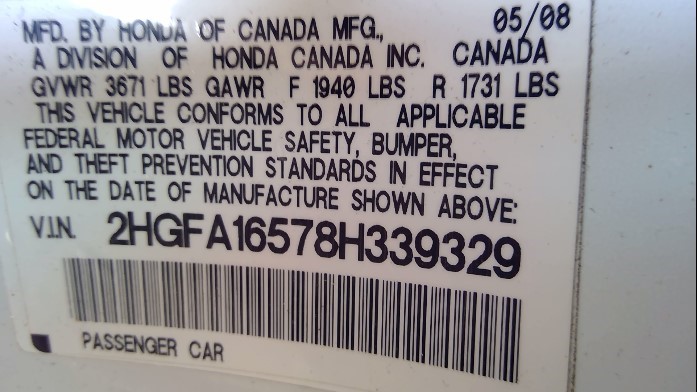 MFD. BY HONDA OF CANADA MFG., 05/08
A DIVISION OF HONDA CANADA INC. CANADA
GVWR 3671 LBS GAWR F 1940 LBS R 1731 LBS
THIS VEHICLE CONFORMS TO ALL APPLICABLE
FEDERAL MOTOR VEHICLE SAFETY, BUMPER,
AND THEFT PREVENTION STANDARDS IN EFFECT
ON THE DATE OF MANUFACTURE SHOWN ABOVE:
V.I.N. 2HGFA16578H339329
PASSENGER CAR